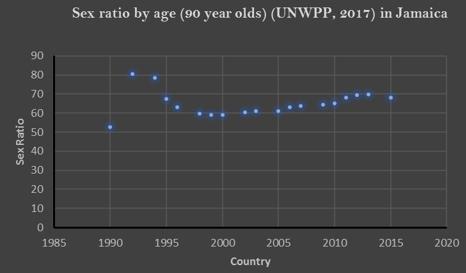 Sex ratio by age (90 year olds) (UNWPP, 2017) in Jamaica
90
80
70
60
50
40
30
20
10
0
Sex Ratio
1985 1990 1995 2000 2005 2010 2015 2020
Country